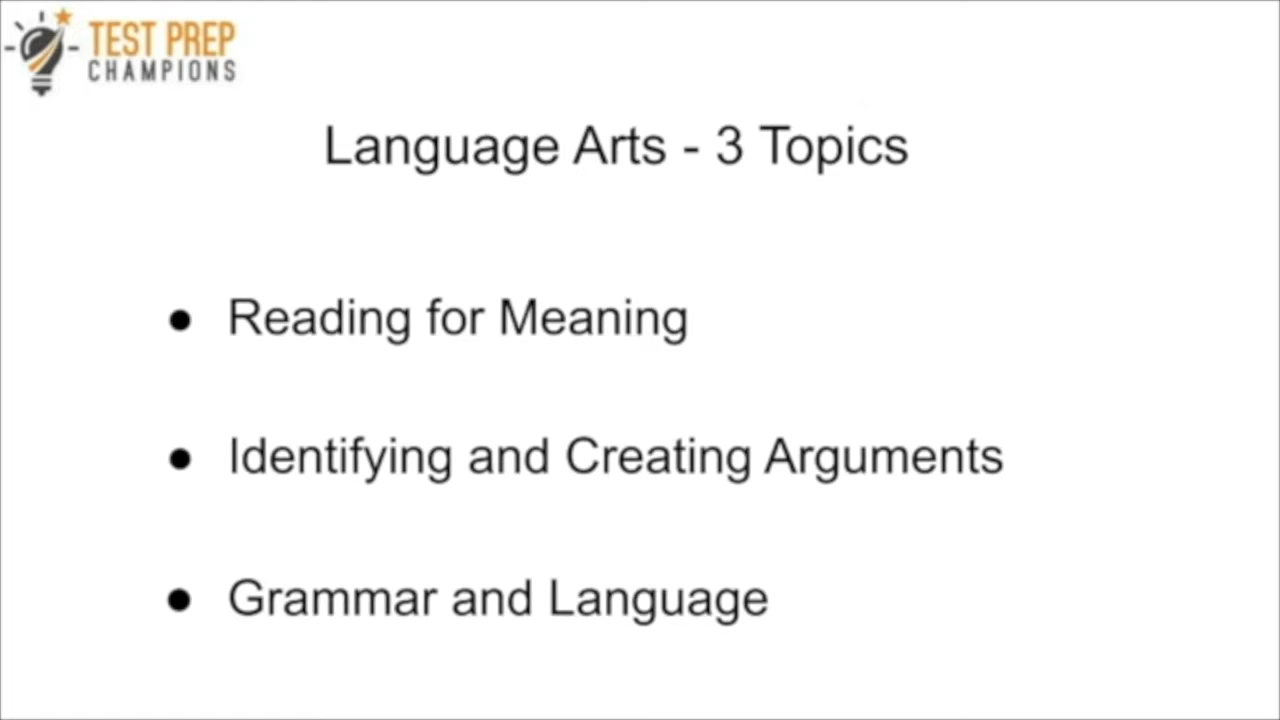 TEST PREP
CHAMPIONS
Language Arts - 3 Topics
● Reading for Meaning
● Identifying and Creating Arguments
● Grammar and Language